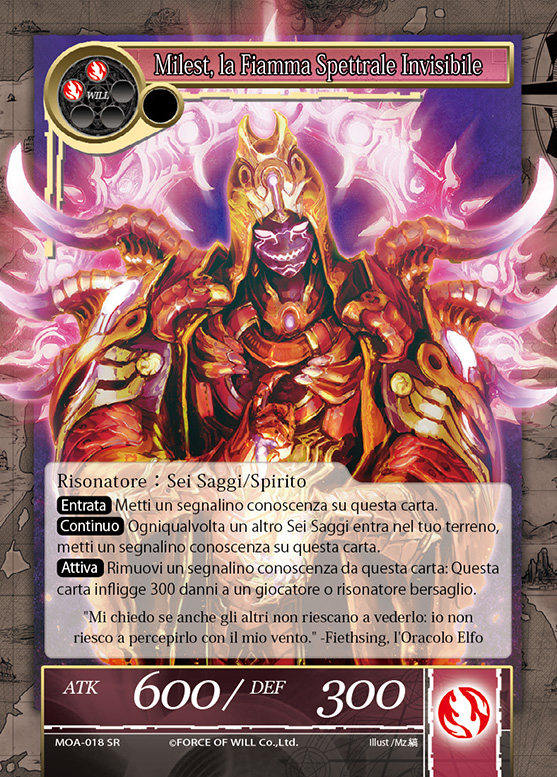 Milest, la Fiamma Spettrale Invisibile
WILL
Risonatore : Sei Saggi/Spirito
Entrata Metti un segnalino conoscenza su questa carta.
Continuo Ogniqualvolta un altro Sei Saggi entra nel tuo terreno,
metti un segnalino conoscenza su questa carta.
Attiva Rimuovi un segnalino conoscenza da questa carta: Questa
carta infligge 300 danni a un giocatore o risonatore bersaglio.
"Mi chiedo se anche gli altri non riescano a vederlo: io non
riesco a percepirlo con il mio vento." -Fiethsing, l'Oracolo Elfo
ATK 600 / DEF 300
MOA-018 SR ©FORCE OF WILL Co.,Ltd. Illust /Mz.縞